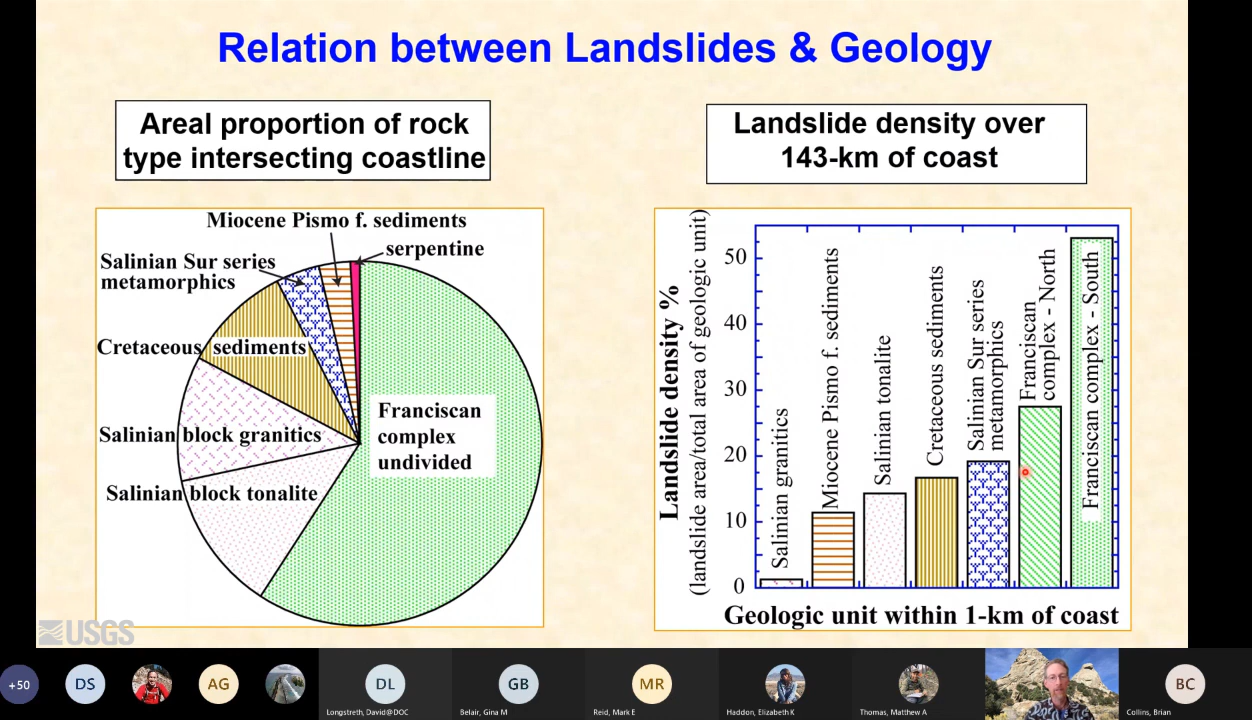 Relation between Landslides & Geology
Areal proportion of rock
type intersecting coastline
Landslide density over
143-km of coast
Miocene Pismo f. sediments
serpentine
Salinian Sur series
metamorphics
Cretaceous sediments
Salinian block granitics
Salinian block tonalite
Franciscan
complex
undivided
Landslide density %
(landslide area/total area of geologic unit)
50
40
30
20
10
0
Salinian granitics
Miocene Pismo f. sediments
Salinian tonalite
Cretaceous sediments
Salinian Sur series
metamorphics
Franciscan
complex - North
Franciscan complex - South
Geologic unit within 1-km of coast
USGS
+50
DS
AG
DL
GB
MR
BC
Longstreth, David@DOC
Belair, Gina M
Reid, Mark E
Haddon, Elizabeth K
Thomas, Matthew A
Collins, Brian